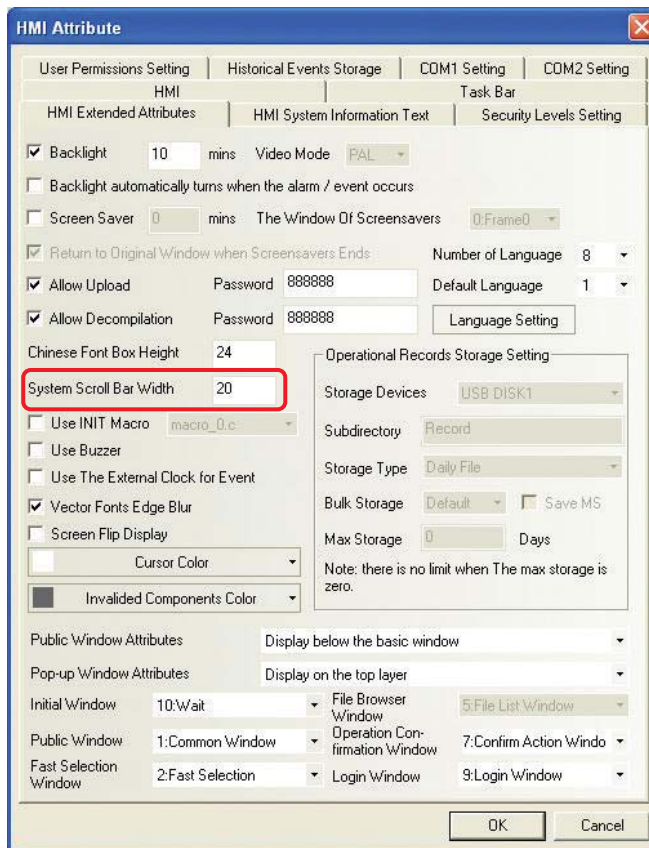 HMI Attribute
User Permissions Setting Historical Events Storage COM1 Setting COM2 Setting
HMI Task Bar
HMI Extended Attributes HMI System Information Text Security Levels Setting
Backlight 10 mins Video Mode PAL
Backlight automatically turns when the alarm / event occurs
Screen Saver 0 mins The Window Of Screensavers 0:Frame0
Return to Original Window when Screensavers Ends Number of Language 8
Allow Upload Password 888888 Default Language 1
Allow Decompilation Password 888888 Language Setting
Chinese Font Box Height 24 Operational Records Storage Setting
System Scroll Bar Width 20 Storage Devices USB DISK1
Use INIT Macro macro_0.c Subdirectory Record
Use Buzzer
Use The External Clock for Event Storage Type Daily File
Vector Fonts Edge Blur Bulk Storage Default Save MS
Screen Flip Display Max Storage 0 Days
Cursor Color Note: there is no limit when The max storage is
Invalided Components Color zero.
Public Window Attributes Display below the basic window
Pop-up Window Attributes Display on the top layer
Initial Window 10:Wait File Browser
Window 5:File List Window
Public Window 1:Common Window Operation Con-
firmation Window 7:Confirm Action Windo
Fast Selection
Window 2:Fast Selection Login Window 9:Login Window
OK Cancel